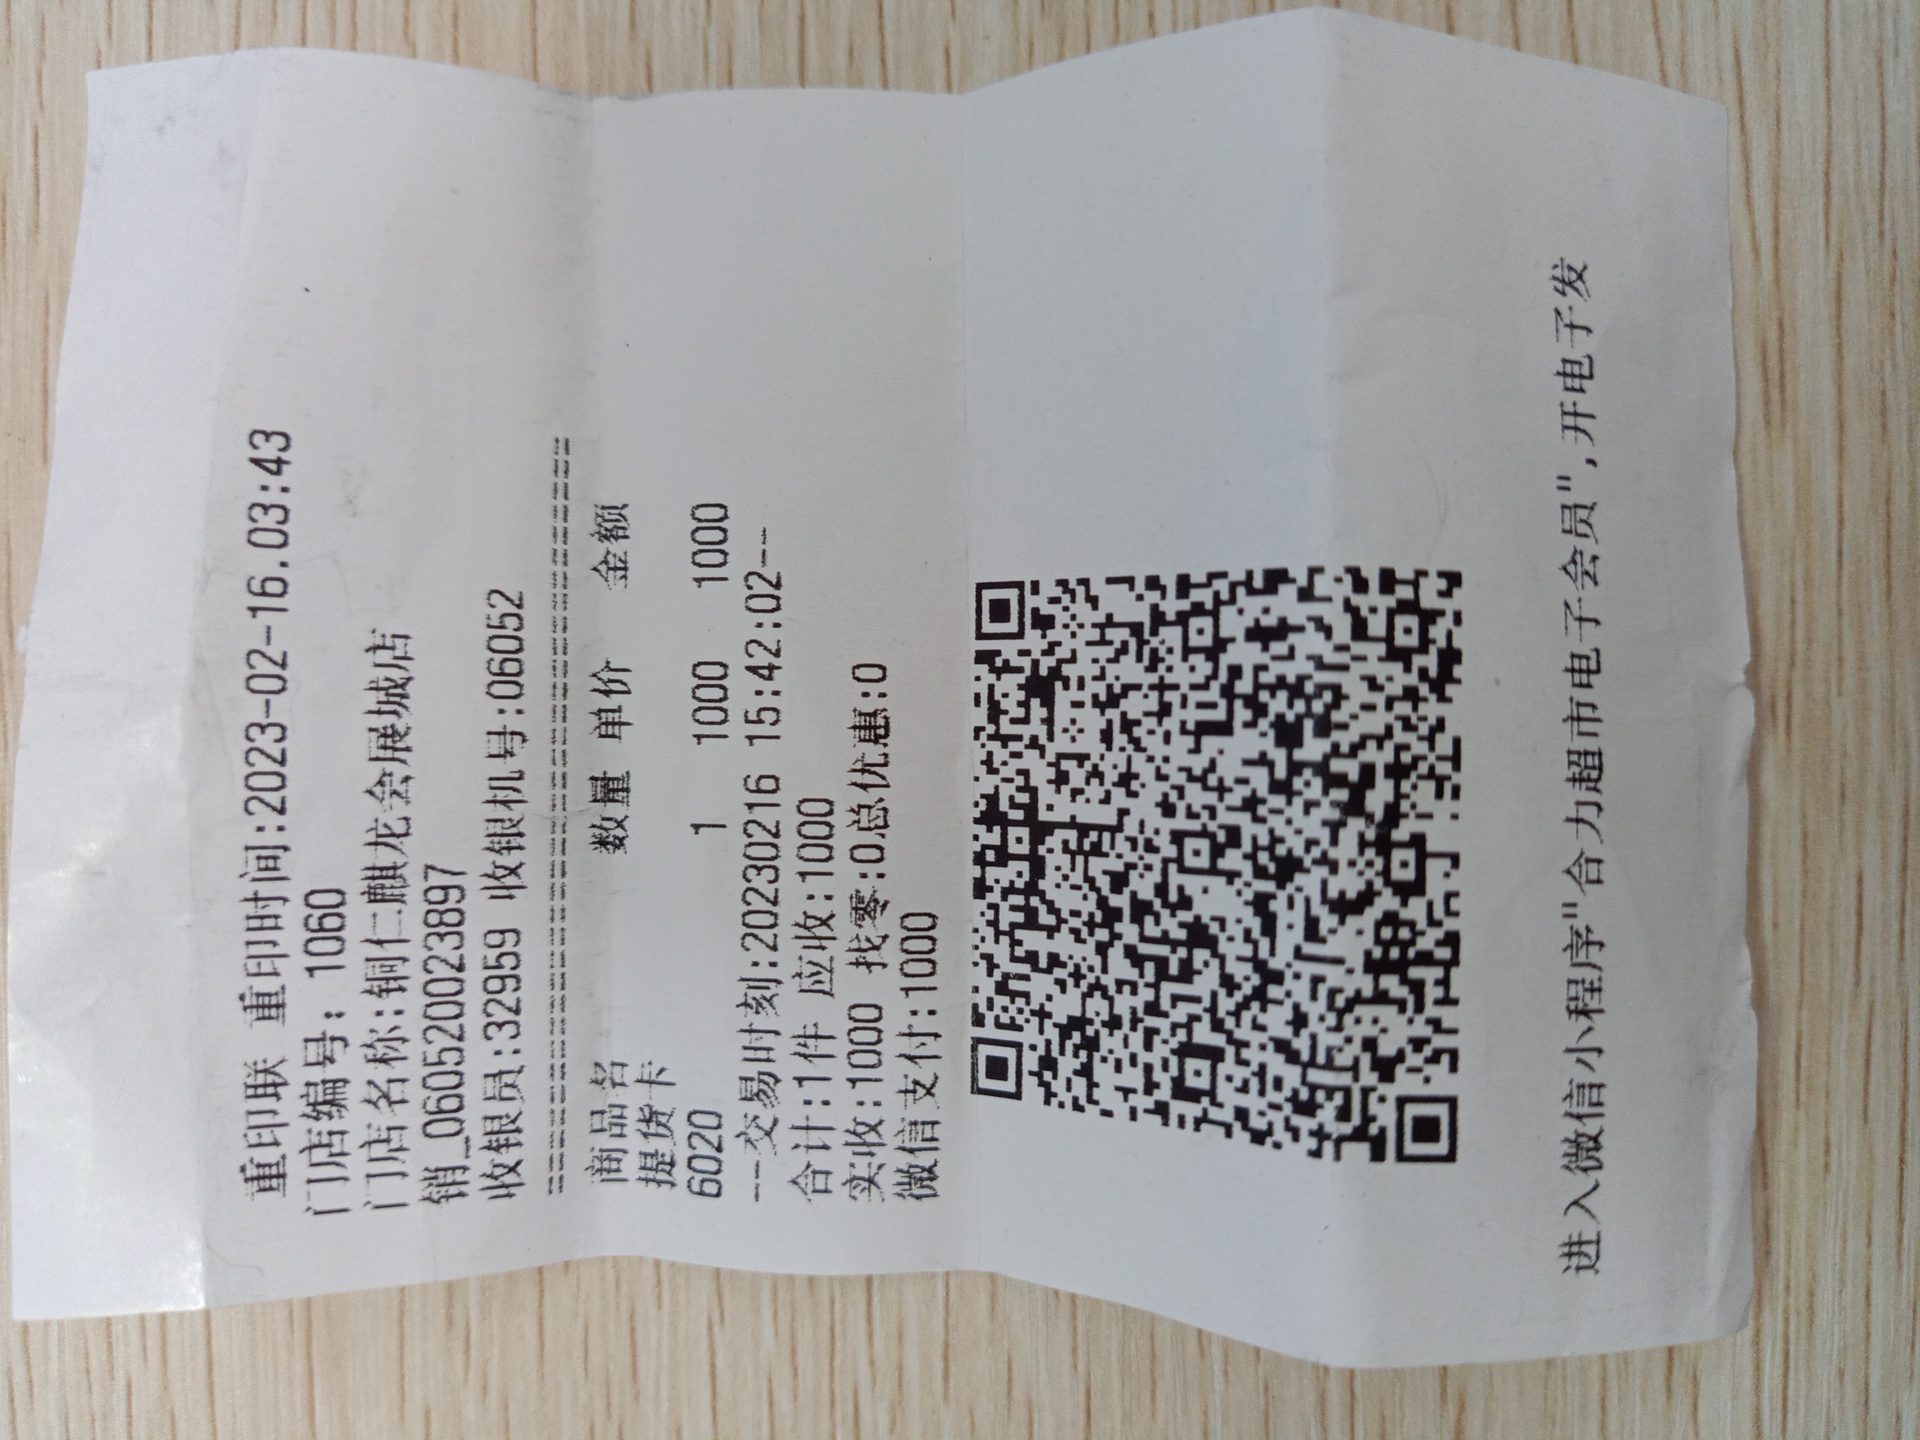 重印联 重印时间:2023-02-16.03:43
门店编号: 1060
门店名称:铜仁麒龙会展城店
销_060520023897
收银员:32959 收银机号:06052
================================
商品名 数量 单价 金额
提货卡
6020 1 1000 1000
--交易时刻:20230216 15:42:02--
合计:1件 应收:1000
实收:1000 找零:0总优惠:0
微信支付:1000
进入微信小程序"合力超市电子会员",开电子发